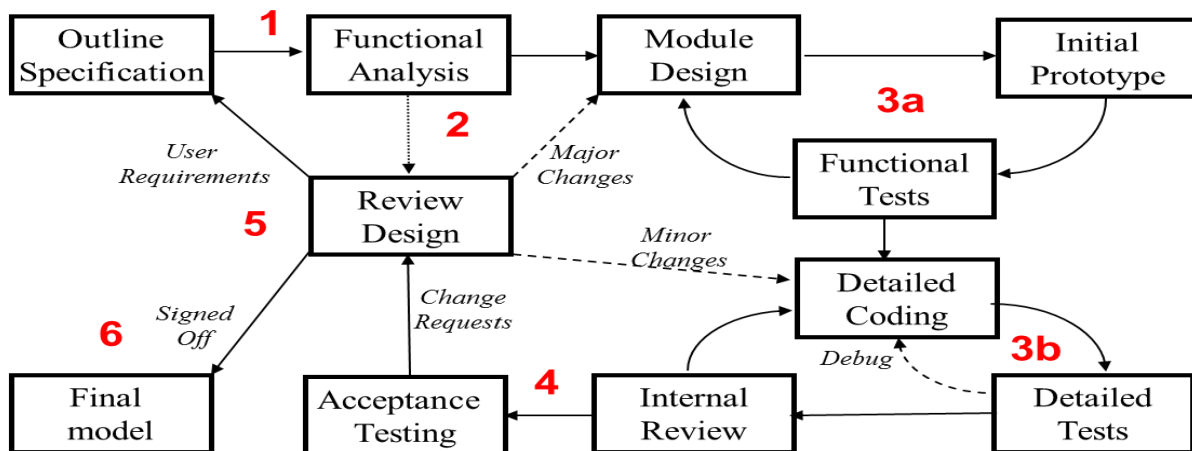 1
Outline
Specification
Functional
Analysis
Module
Design
Initial
Prototype
2
3a
User
Requirements
Major
Changes
Functional
Tests
Review
Design
5
Minor
Changes
Detailed
Coding
Change
Requests
Signed
Off
6
3b
Debug
4
Final
model
Acceptance
Testing
Internal
Review
Detailed
Tests